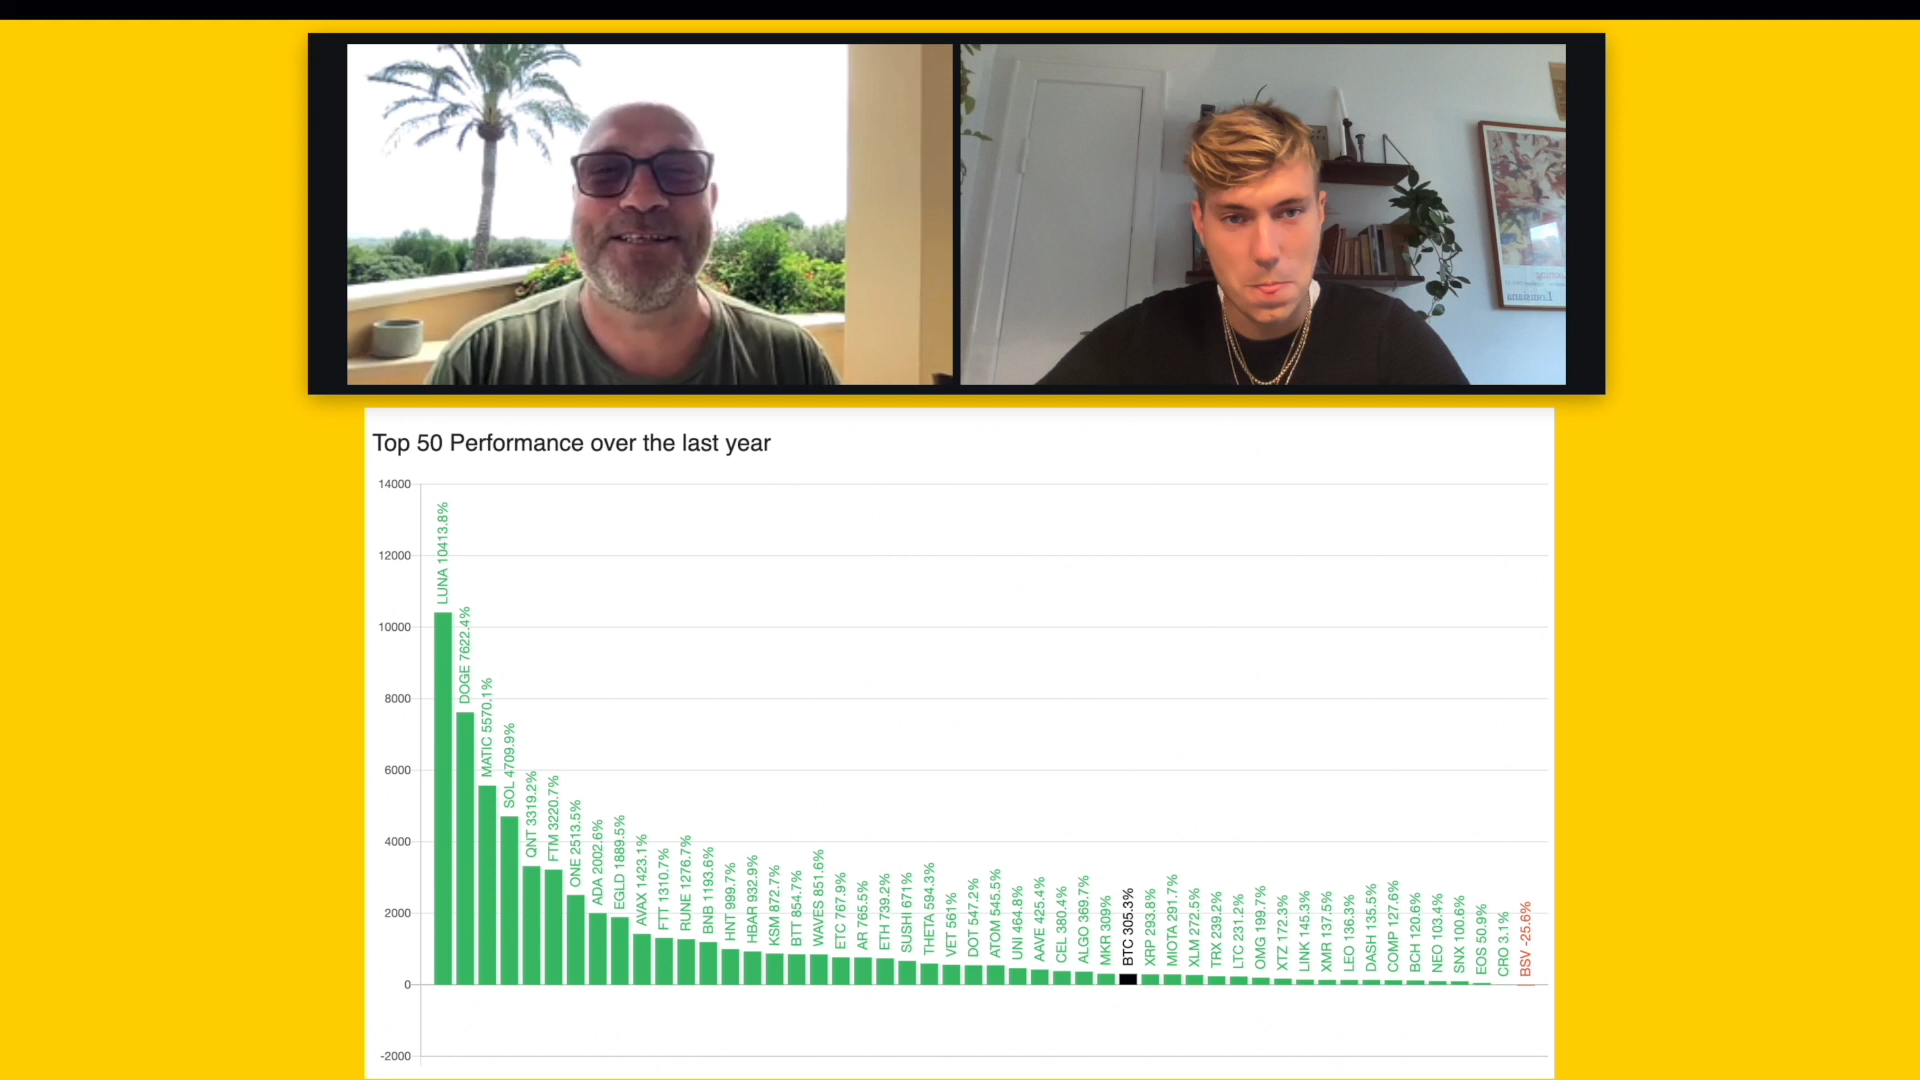 Louisiana
Top 50 Performance over the last year
14000
12000
10000
8000
6000
4000
2000
0
-2000
LUNA 10413.8%
DOGE 7622.4%
MATIC 5570.1%
SOL 4709.9%
QNT 3319.2%
FTM 3220.7%
ONE 2513.5%
ADA 2002.6%
EGLD 1889.5%
AVAX 1423.1%
FTT 1310.7%
RUNE 1276.7%
BNB 1193.6%
HNT 999.7%
HBAR 932.9%
KSM 872.7%
BTT 854.7%
WAVES 851.6%
ETC 767.9%
AR 765.5%
ETH 739.2%
SUSHI 671%
THETA 594.3%
VET 561%
DOT 547.2%
ATOM 545.5%
UNI 464.8%
AAVE 425.4%
CEL 380.4%
ALGO 369.7%
MKR 309%
BTC 305.3%
XRP 293.8%
MIOTA 291.7%
XLM 272.5%
TRX 239.2%
LTC 231.2%
OMG 199.7%
XTZ 172.3%
LINK 145.3%
XMR 137.5%
LEO 136.3%
DASH 135.5%
COMP 127.6%
BCH 120.6%
NEO 103.4%
SNX 100.6%
EOS 50.9%
CRO 3.1%
BSV -25.6%